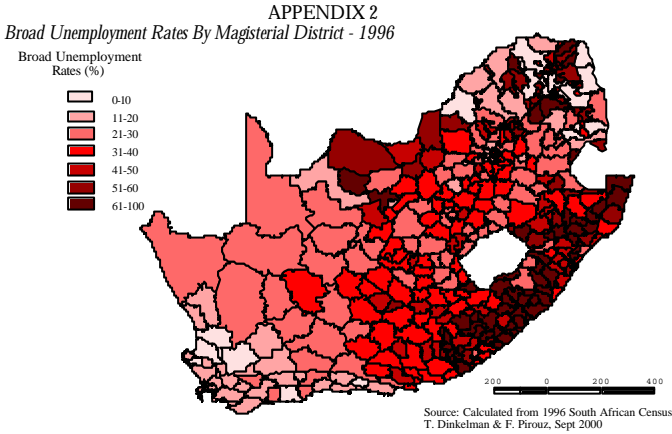 APPENDIX 2
Broad Unemployment Rates By Magisterial District - 1996
Broad Unemployment
Rates (%)
0-10
11-20
21-30
31-40
41-50
51-60
61-100
200 0 200 400
Source: Calculated from 1996 South African Census
T. Dinkelman & F. Pirouz, Sept 2000